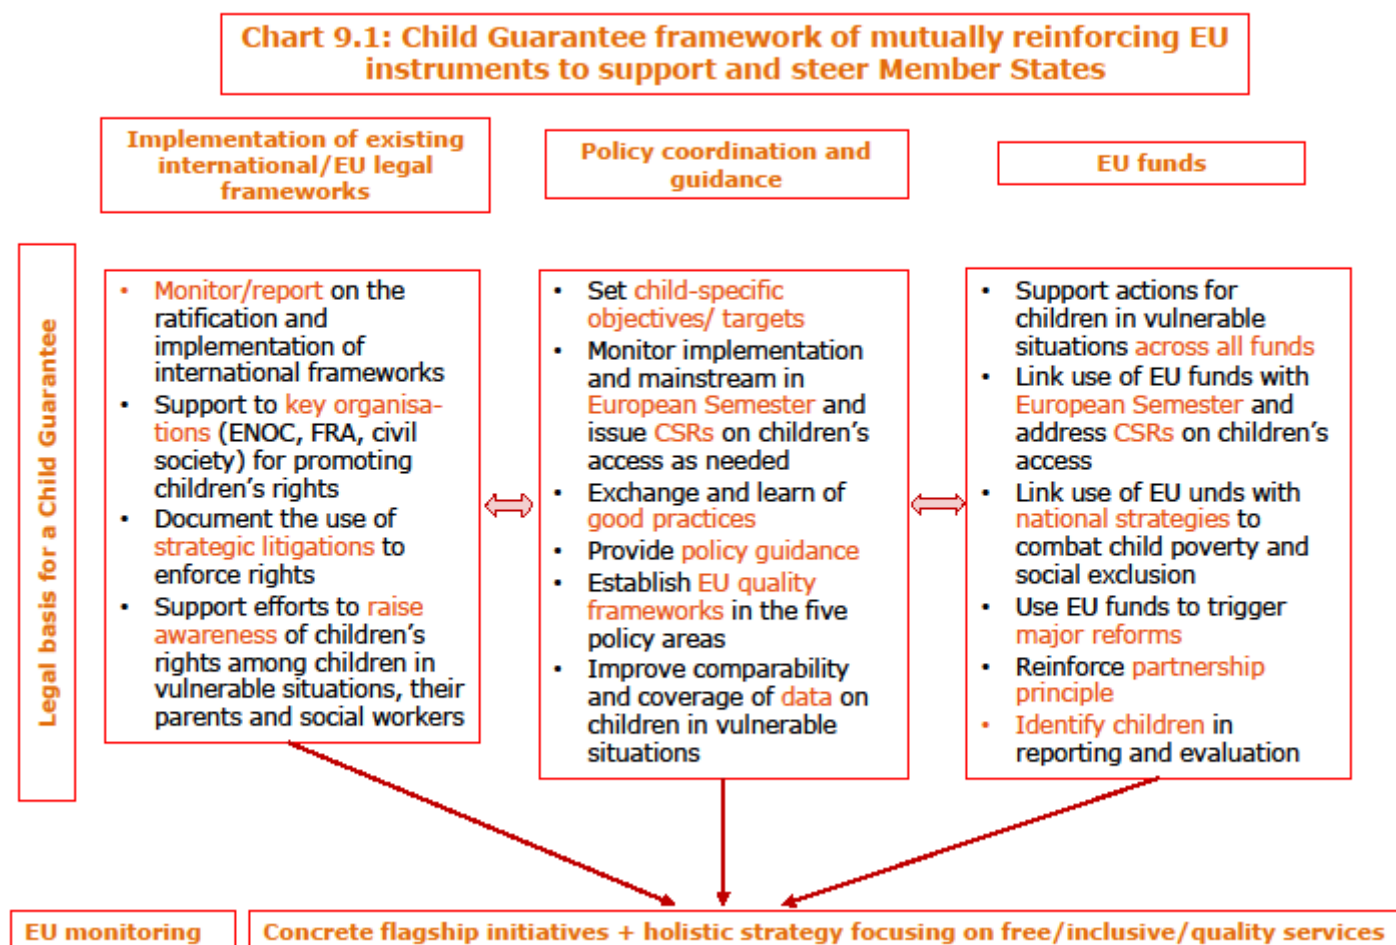 Chart 9.1: Child Guarantee framework of mutually reinforcing EU
instruments to support and steer Member States
Implementation of existing
international/EU legal
frameworks
Policy coordination and
guidance
EU funds
Legal basis for a Child Guarantee
• Monitor/report on the
ratification and
implementation of
international frameworks
• Support to key organisa-
tions (ENOC, FRA, civil
society) for promoting
children's rights
• Document the use of
strategic litigations to
enforce rights
• Support efforts to raise
awareness of children's
rights among children in
vulnerable situations, their
parents and social workers
• Set child-specific
objectives/ targets
• Monitor implementation
and mainstream in
European Semester and
issue CSRs on children's
access as needed
• Exchange and learn of
good practices
• Provide policy guidance
• Establish EU quality
frameworks in the five
policy areas
• Improve comparability
and coverage of data on
children in vulnerable
situations
• Support actions for
children in vulnerable
situations across all funds
• Link use of EU funds with
European Semester and
address CSRs on children's
access
• Link use of EU unds with
national strategies to
combat child poverty and
social exclusion
• Use EU funds to trigger
major reforms
• Reinforce partnership
principle
• Identify children in
reporting and evaluation
EU monitoring
Concrete flagship initiatives + holistic strategy focusing on free/inclusive/quality services